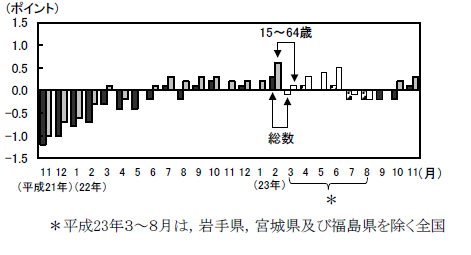 (ポイント)
1.5
1.0
0.5
0.0
-0.5
-1.0
-1.5
15〜64歳
総数
11 12 1 2 3 4 5 6 7 8 9 10 11 12 1 2 3 4 5 6 7 8 9 10 11(月)
(平成21年)(22年) (23年)
＊
＊平成23年3〜8月は，岩手県，宮城県及び福島県を除く全国